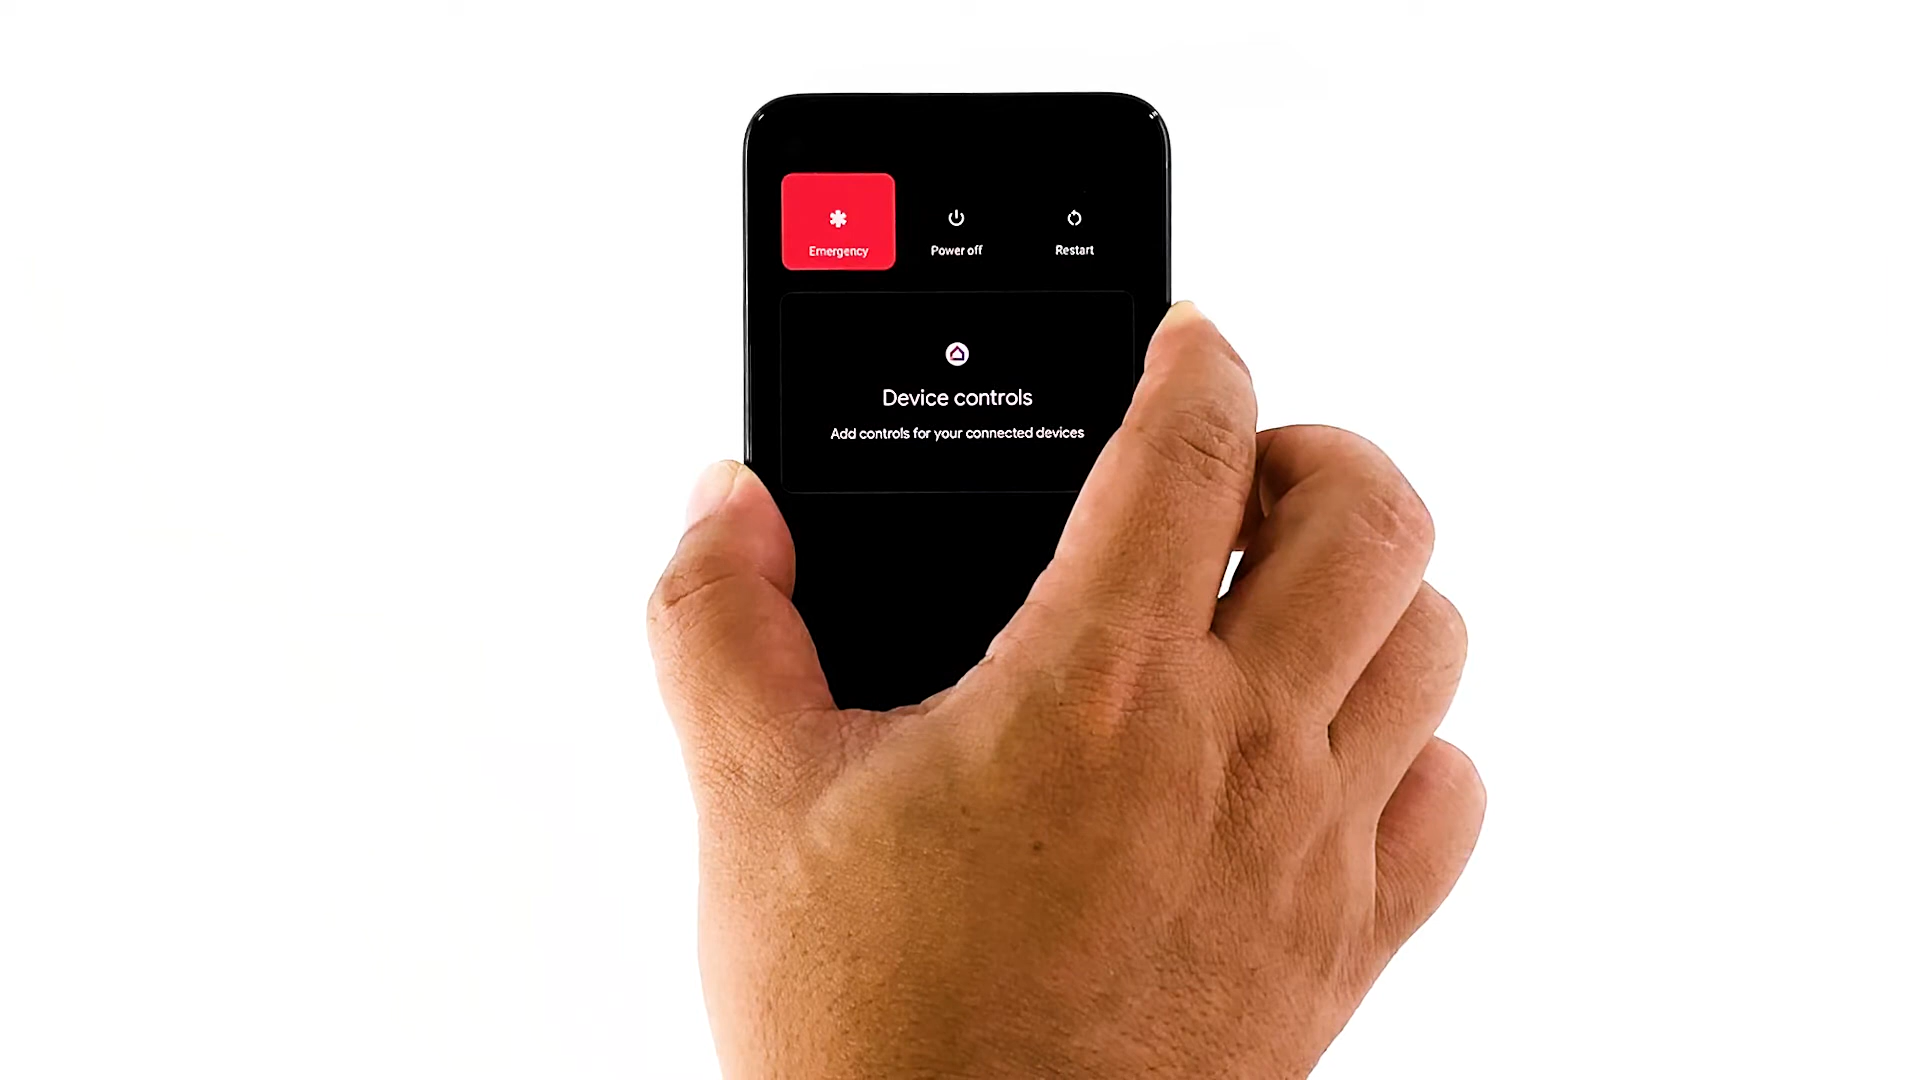 Emergency
Power off
Restart
Device controls
Add controls for your connected devices